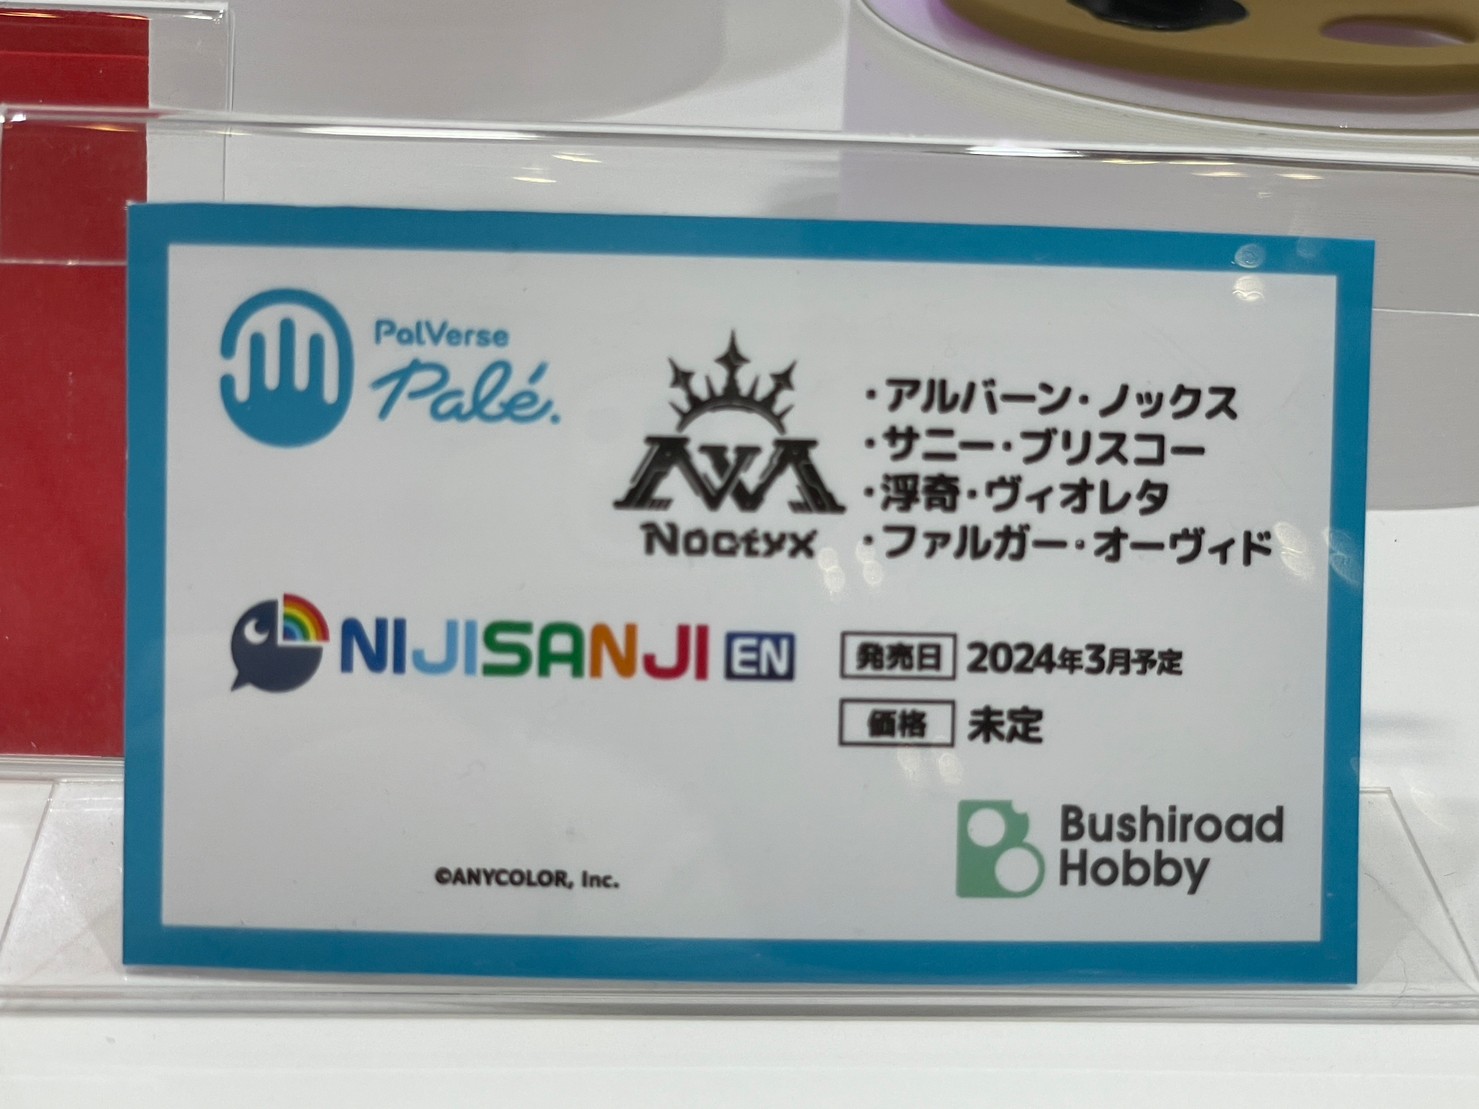 PalVerse
Palé.
Noctyx
・アルバーン・ノックス
・サニー・ブリスコー
・浮奇・ヴィオレタ
・ファルガー・オーヴィド
NIJISANJI EN
発売日 2024年3月予定
価格 未定
Bushiroad
Hobby
©ANYCOLOR, Inc.